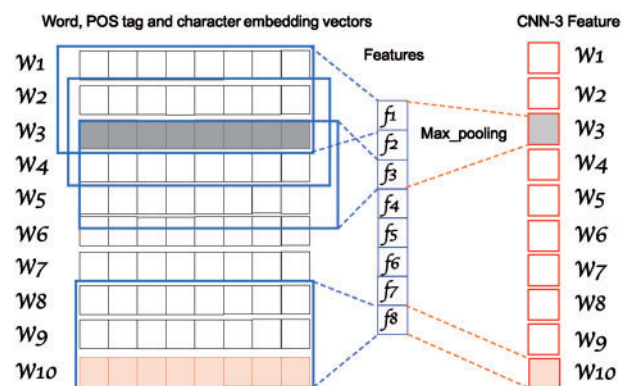 Word, POS tag and character embedding vectors
CNN-3 Feature
Features
Max_pooling
W1
W2
W3
W4
W5
W6
W7
W8
W9
W10
f1
f2
f3
f4
f5
f6
f7
f8
W1
W2
W3
W4
W5
W6
W7
W8
W9
W10